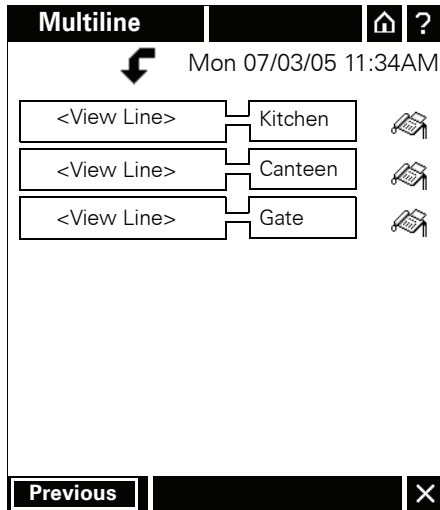 Multiline ?
Mon 07/03/05 11:34AM
<View Line> Kitchen
<View Line> Canteen
<View Line> Gate
Previous